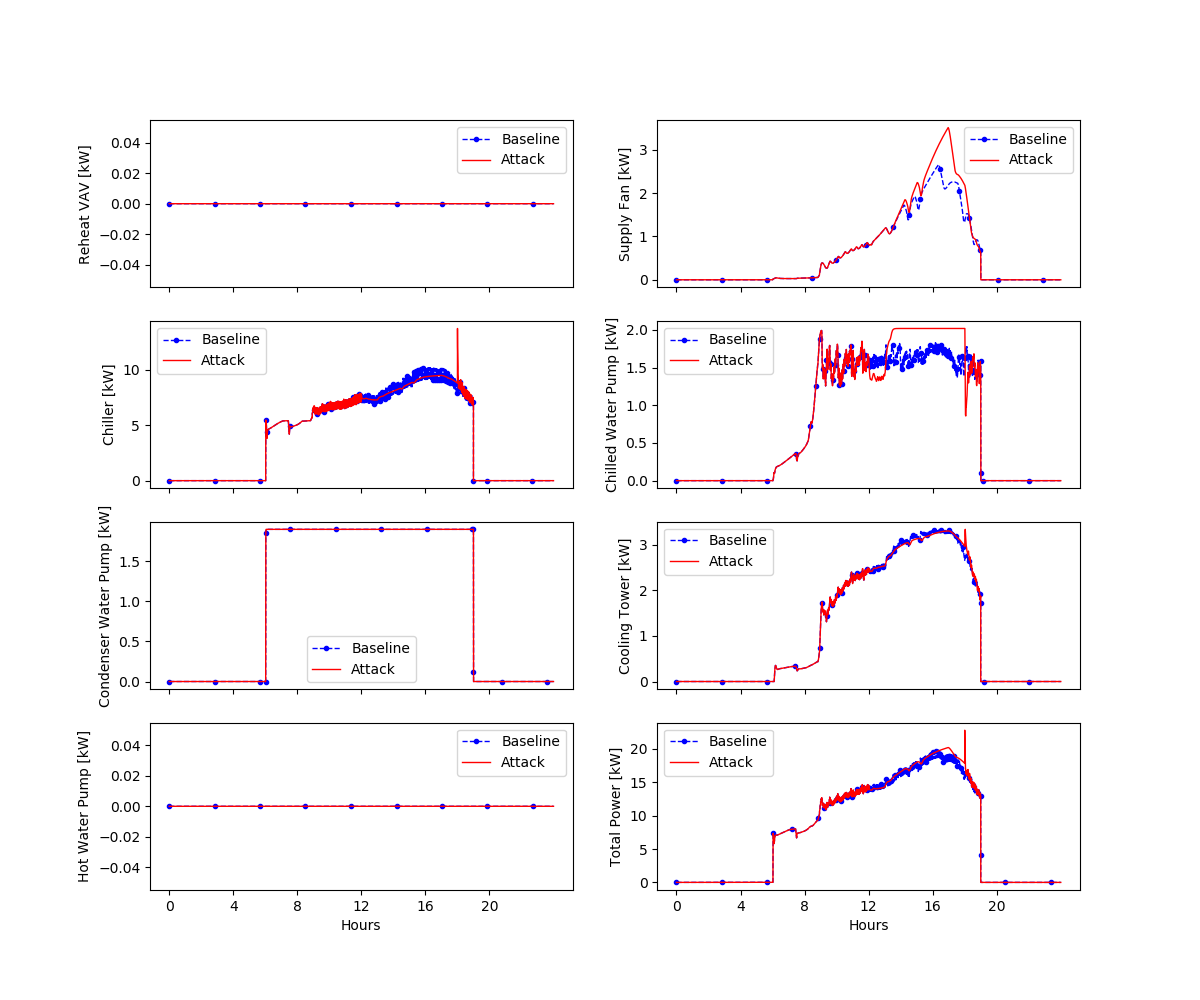 Reheat VAV [kW]
0.04
0.02
0.00
−0.02
−0.04
Baseline
Attack
Supply Fan [kW]
3
2
1
0
Baseline
Attack
Chiller [kW]
10
5
0
Baseline
Attack
Chilled Water Pump [kW]
2.0
1.5
1.0
0.5
0.0
Baseline
Attack
Condenser Water Pump [kW]
1.5
1.0
0.5
0.0
Baseline
Attack
Cooling Tower [kW]
3
2
1
0
Baseline
Attack
Hot Water Pump [kW]
0.04
0.02
0.00
−0.02
−0.04
Baseline
Attack
0 4 8 12 16 20
Hours
Total Power [kW]
20
15
10
5
0
Baseline
Attack
0 4 8 12 16 20
Hours